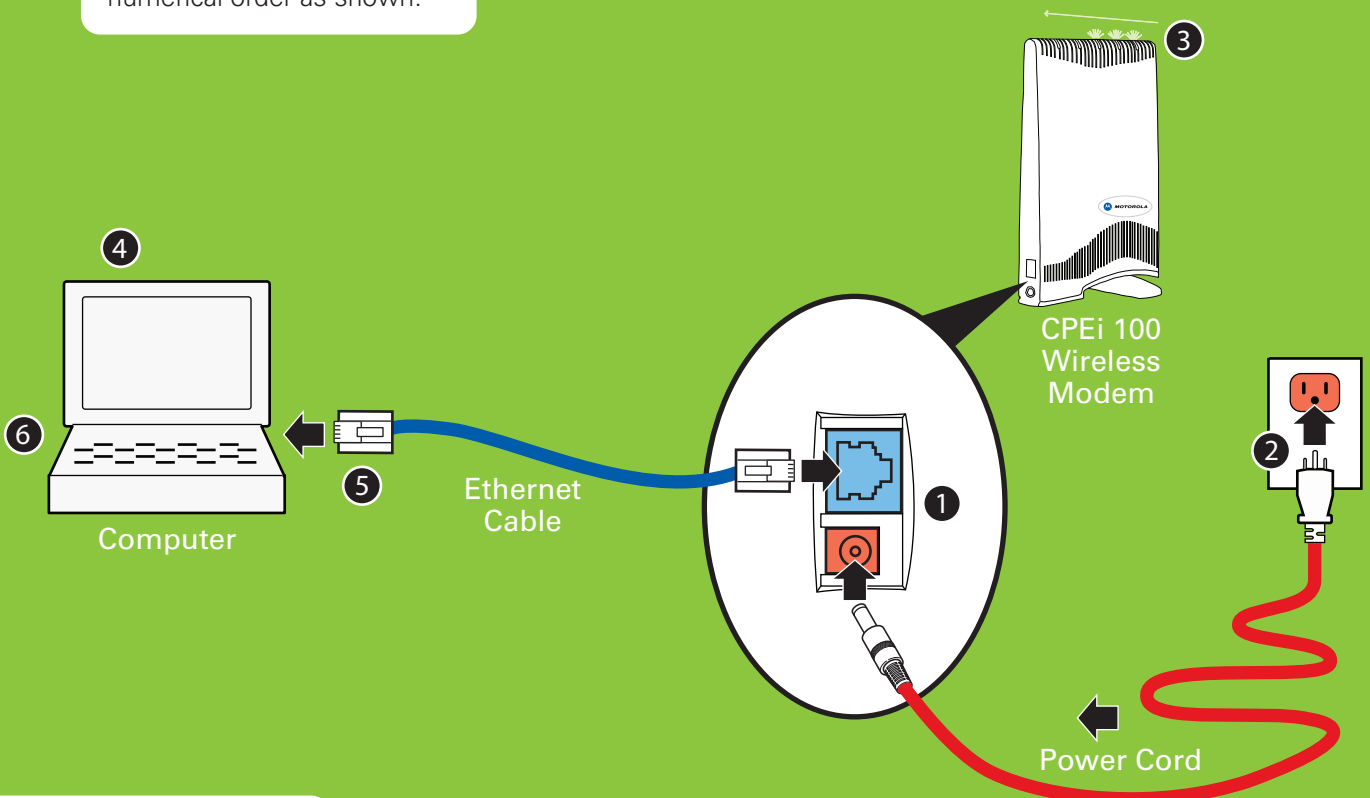 numerical order as shown.
3
MOTOROLA
4
CPEi 100
Wireless
Modem
6
2
5
Ethernet
Cable
1
Computer
Power Cord